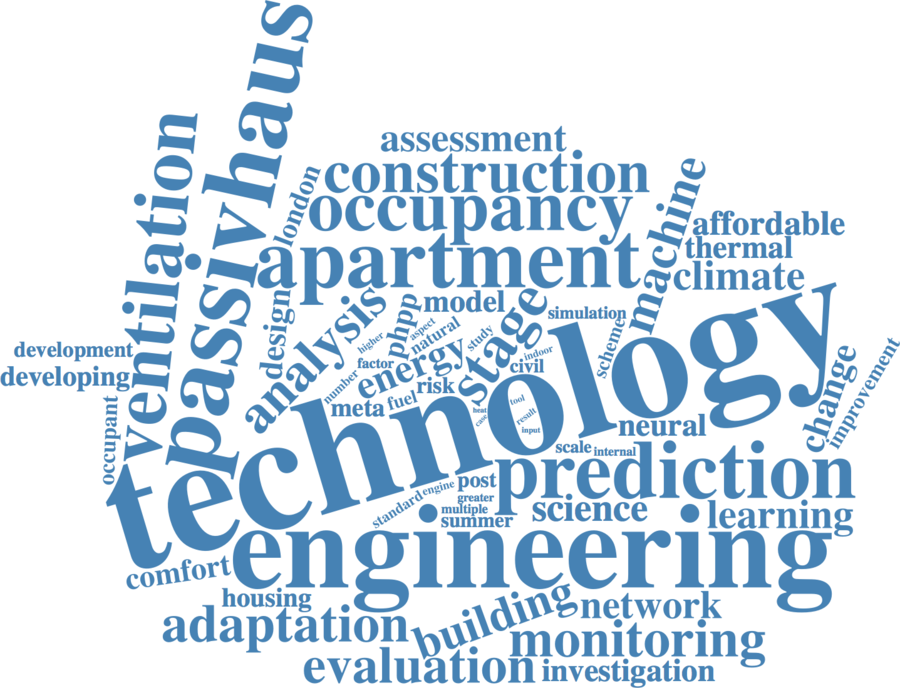 passivhaus
ventilation
assessment
construction
london
occupancy
machine
affordable
apartment
thermal
climate
design
analysis
phpp
model
stage
simulation
technology
aspect
natural
higher
study
scheme
development
developing
factor
energy
indoor
civil
number
risk
meta
fuel
heat
case
tool
result
input
change
improvement
occupant
neural
scale
internal
prediction
post
engine
standard
greater
multiple
summer
science
learning
engineering
comfort
housing
building
network
adaptation
monitoring
evaluation
investigation